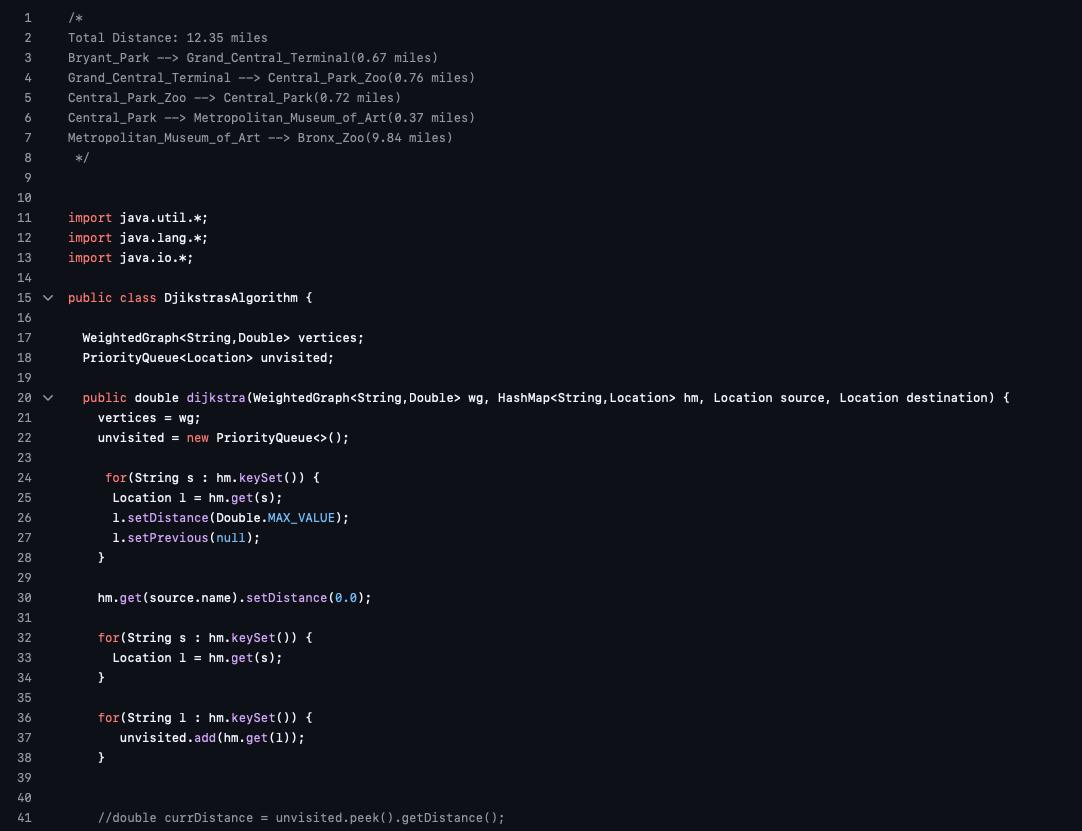 1 /*
2 Total Distance: 12.35 miles
3 Bryant_Park --> Grand_Central_Terminal(0.67 miles)
4 Grand_Central_Terminal --> Central_Park_Zoo(0.76 miles)
5 Central_Park_Zoo --> Central_Park(0.72 miles)
6 Central_Park --> Metropolitan_Museum_of_Art(0.37 miles)
7 Metropolitan_Museum_of_Art --> Bronx_Zoo(9.84 miles)
8  */
9
10
11 import java.util.*;
12 import java.lang.*;
13 import java.io.*;
14
15 public class DjikstrasAlgorithm {
16
17   WeightedGraph<String,Double> vertices;
18   PriorityQueue<Location> unvisited;
19
20   public double dijkstra(WeightedGraph<String,Double> wg, HashMap<String,Location> hm, Location source, Location destination) {
21     vertices = wg;
22     unvisited = new PriorityQueue<>();
23
24      for(String s : hm.keySet()) {
25       Location l = hm.get(s);
26       l.setDistance(Double.MAX_VALUE);
27       l.setPrevious(null);
28     }
29
30     hm.get(source.name).setDistance(0.0);
31
32     for(String s : hm.keySet()) {
33       Location l = hm.get(s);
34     }
35
36     for(String l : hm.keySet()) {
37        unvisited.add(hm.get(l));
38     }
39
40
41     //double currDistance = unvisited.peek().getDistance();